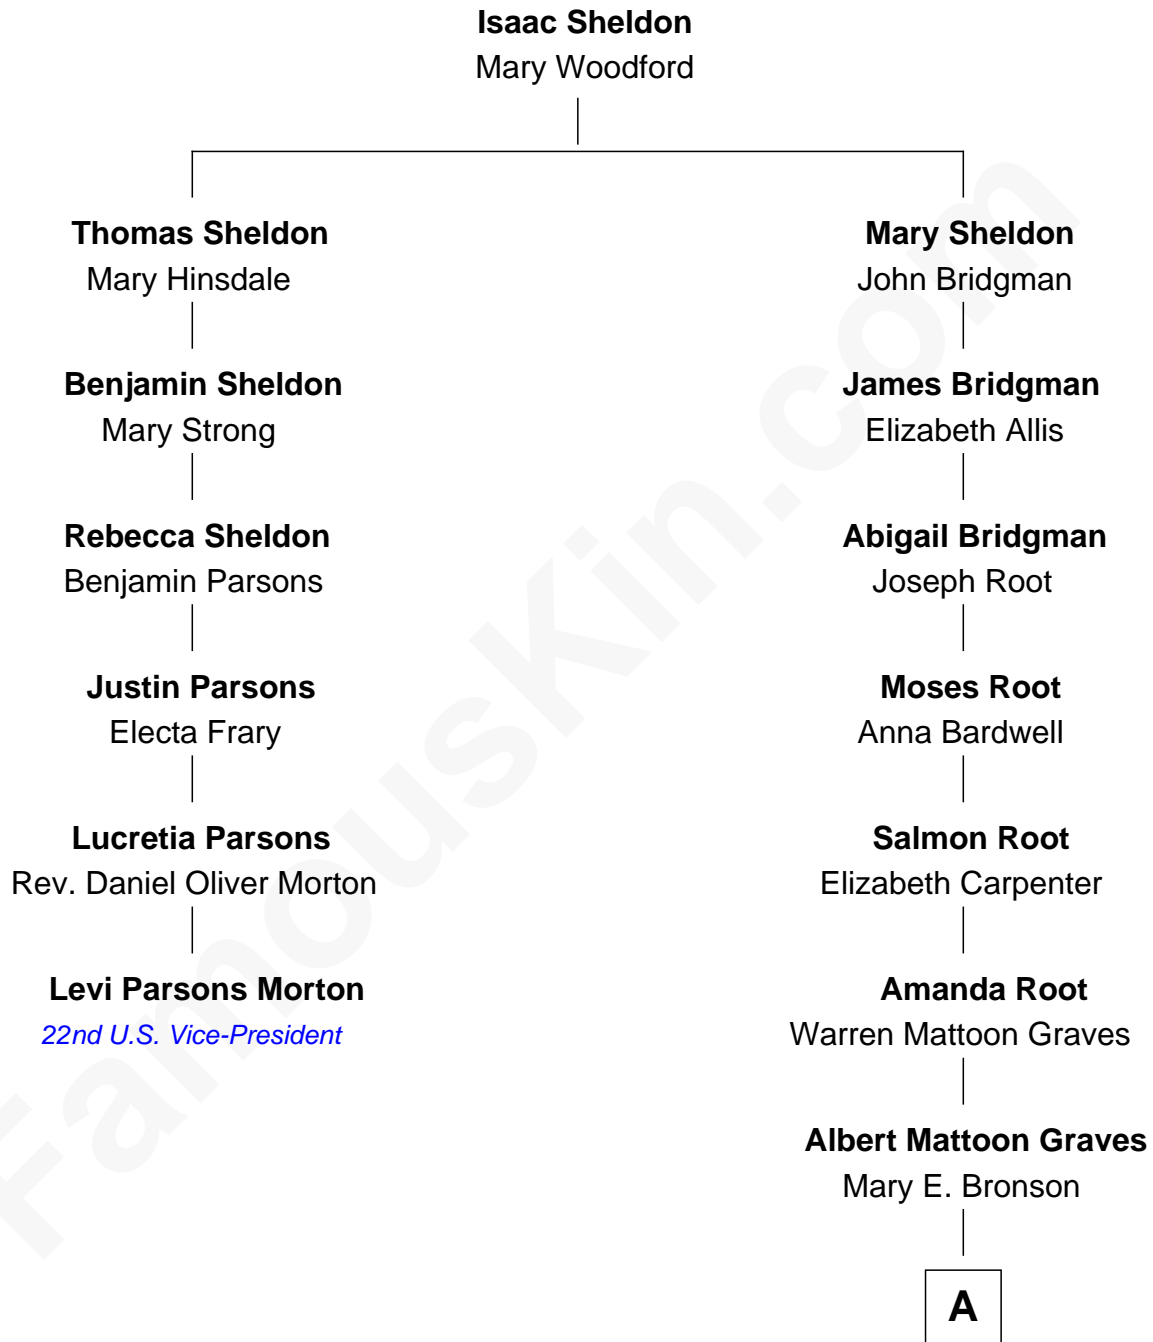 Isaac Sheldon
Mary Woodford
Thomas Sheldon
Mary Hinsdale
Benjamin Sheldon
Mary Strong
Rebecca Sheldon
Benjamin Parsons
Justin Parsons
Electa Frary
Lucretia Parsons
Rev. Daniel Oliver Morton
Levi Parsons Morton
22nd U.S. Vice-President
Mary Sheldon
John Bridgman
James Bridgman
Elizabeth Allis
Abigail Bridgman
Joseph Root
Moses Root
Anna Bardwell
Salmon Root
Elizabeth Carpenter
Amanda Root
Warren Mattoon Graves
Albert Mattoon Graves
Mary E. Bronson
A
FamousKin.com